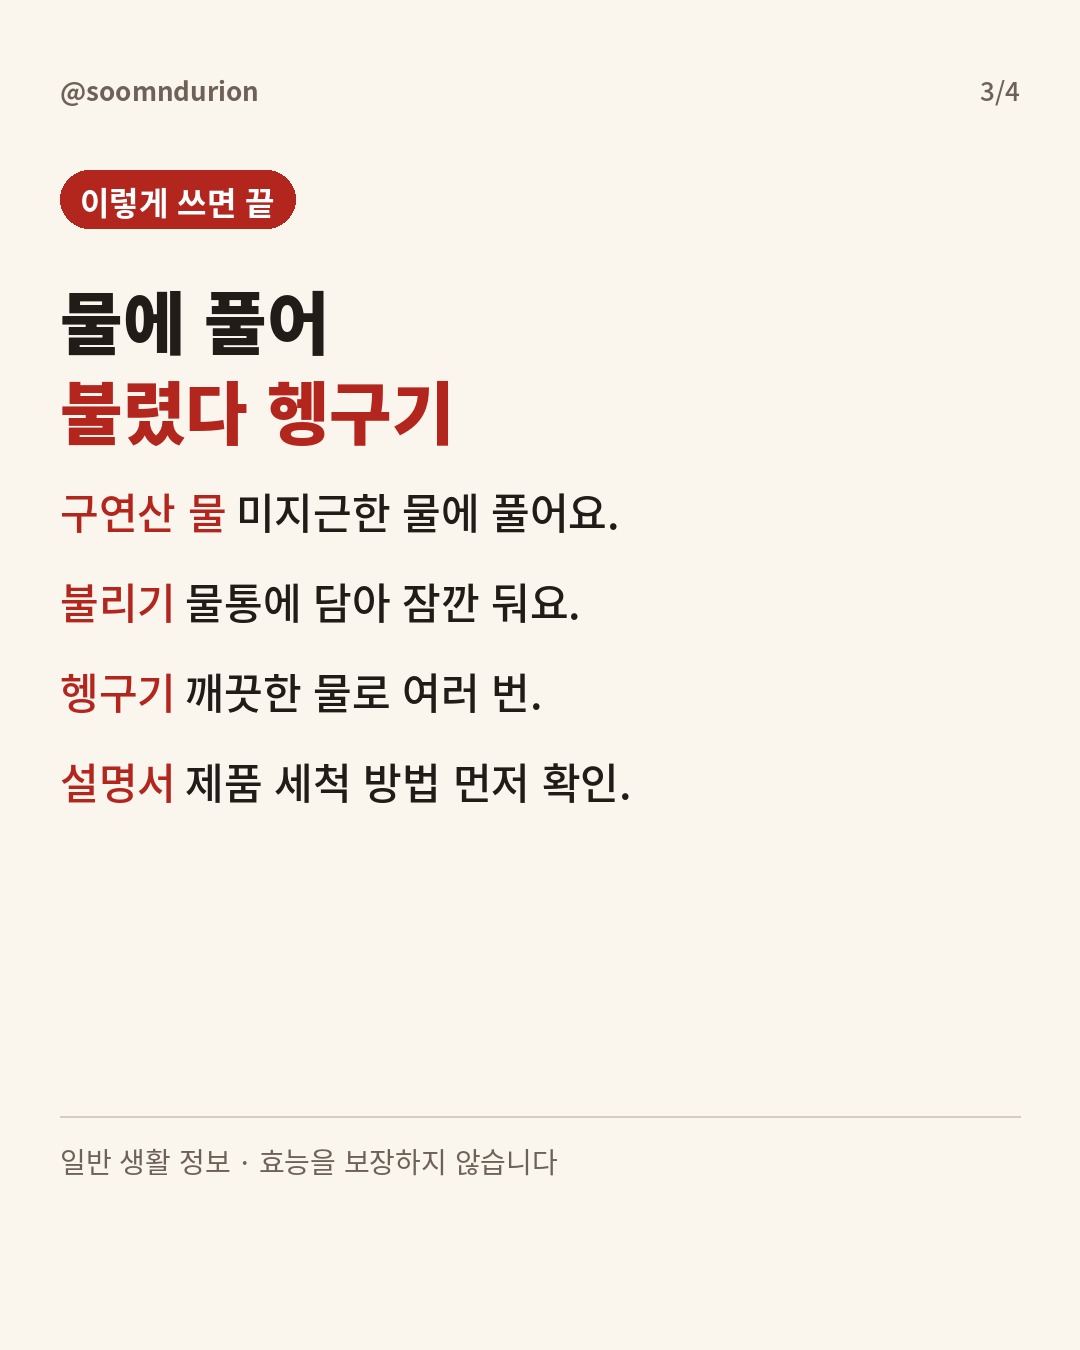 @soomndurion
3/4
이렇게 쓰면 끝
물에 풀어
불렸다 헹구기
구연산 물 미지근한 물에 풀어요.
불리기 물통에 담아 잠깐 둬요.
헹구기 깨끗한 물로 여러 번.
설명서 제품 세척 방법 먼저 확인.
일반 생활 정보 · 효능을 보장하지 않습니다